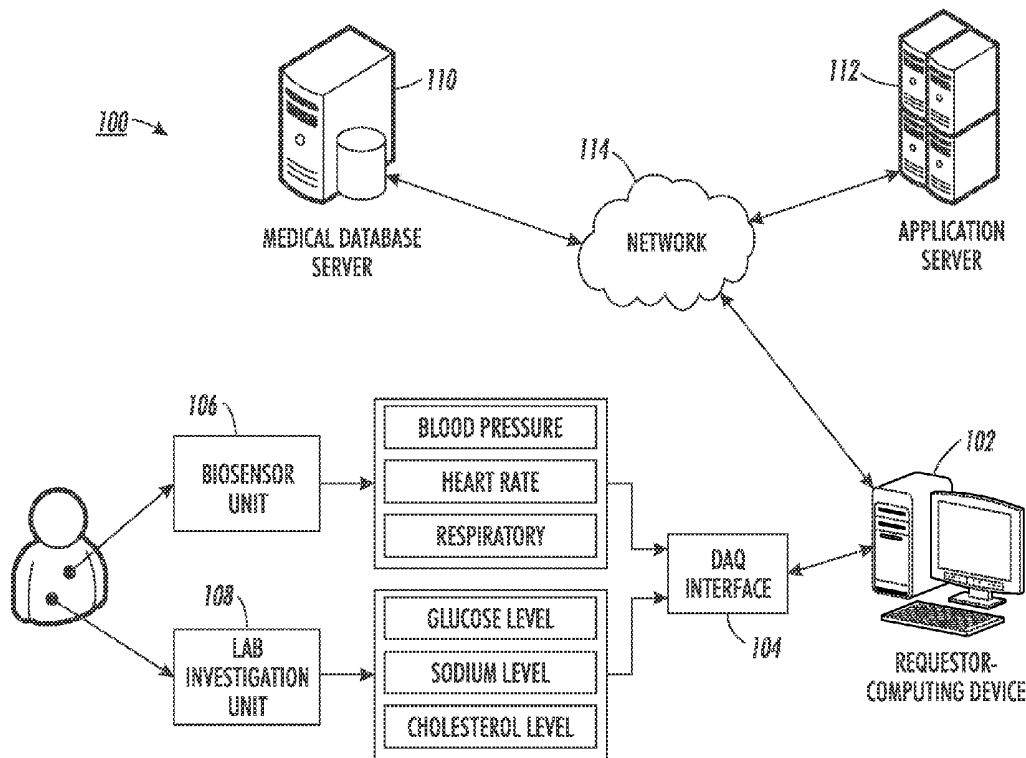 100
110
MEDICAL DATABASE
SERVER
112
APPLICATION
SERVER
114
NETWORK
106
BIOSENSOR
UNIT
BLOOD PRESSURE
HEART RATE
RESPIRATORY
108
LAB
INVESTIGATION
UNIT
GLUCOSE LEVEL
SODIUM LEVEL
CHOLESTEROL LEVEL
DAQ
INTERFACE
104
102
REQUESTOR-
COMPUTING DEVICE